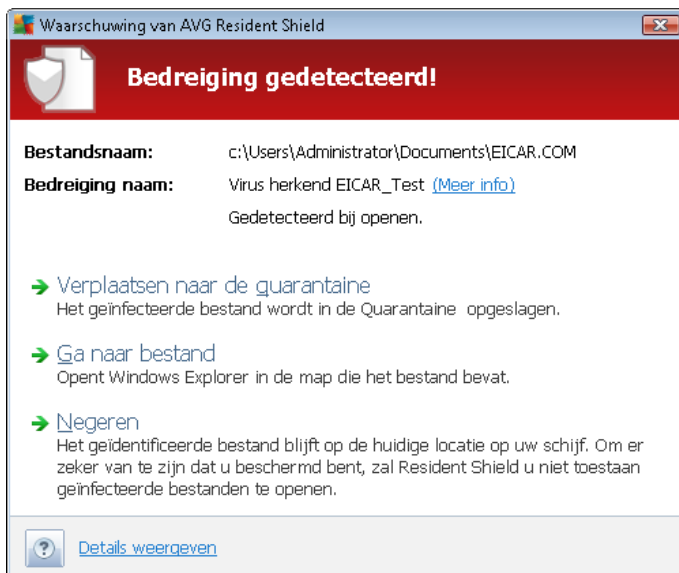 Waarschuwing van AVG Resident Shield
Bedreiging gedetecteerd!
Bestandsnaam: c:\Users\Administrator\Documents\EICAR.COM
Bedreiging naam: Virus herkend EICAR_Test (Meer info)
Gedetecteerd bij openen.
Verplaatsen naar de quarantaine
Het geïnfecteerde bestand wordt in de Quarantaine opgeslagen.
Ga naar bestand
Opent Windows Explorer in de map die het bestand bevat.
Negeren
Het geïdentificeerde bestand blijft op de huidige locatie op uw schijf. Om er
zeker van te zijn dat u beschermd bent, zal Resident Shield u niet toestaan
geïnfecteerde bestanden te openen.
? Details weergeven